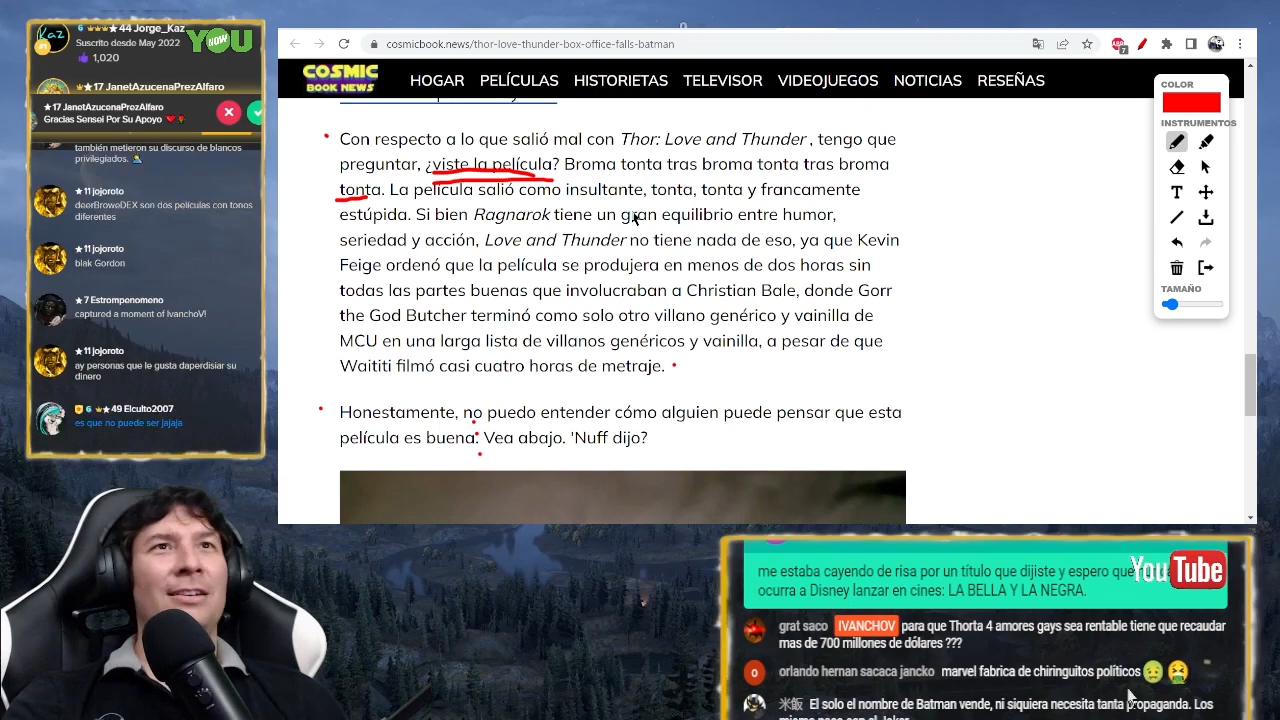 6 44 Jorge_Kaz
Suscrito desde May 2022
1,020
YOU
NOW
Kaz
#1
17 JanetAzucenaPrezAlfaro
17 JanetAzucenaPrezAlfaro
Gracias Sensei Por Su Apoyo
también metieron su discurso de blancos
privilegiados.
11 jojoroto
deerBroweDEX son dos películas con tonos
diferentes
11 jojoroto
blak Gordon
7 Estrompenomeno
captured a moment of IvanchoV!
11 jojoroto
ay personas que le gusta daperdisiar su
dinero
6 49 Elculto2007
es que no puede ser jajaja
cosmicbook.news/thor-love-thunder-box-office-falls-batman
ABP
7
COSMIC
BOOK NEWS
HOGAR PELÍCULAS HISTORIETAS TELEVISOR VIDEOJUEGOS NOTICIAS RESEÑAS
Con respecto a lo que salió mal con Thor: Love and Thunder , tengo que
preguntar, ¿viste la película? Broma tonta tras broma tonta tras broma
tonta. La película salió como insultante, tonta, tonta y francamente
estúpida. Si bien Ragnarok tiene un gran equilibrio entre humor,
seriedad y acción, Love and Thunder no tiene nada de eso, ya que Kevin
Feige ordenó que la película se produjera en menos de dos horas sin
todas las partes buenas que involucraban a Christian Bale, donde Gorr
the God Butcher terminó como solo otro villano genérico y vainilla de
MCU en una larga lista de villanos genéricos y vainilla, a pesar de que
Waititi filmó casi cuatro horas de metraje.
Honestamente, no puedo entender cómo alguien puede pensar que esta
película es buena. Vea abajo. 'Nuff dijo?
COLOR
INSTRUMENTOS
T
TAMAÑO
me estaba cayendo de risa por un título que dijiste y espero que
ocurra a Disney lanzar en cines: LA BELLA Y LA NEGRA.
YouTube
grat saco IVANCHOV para que Thorta 4 amores gays sea rentable tiene que recaudar
mas de 700 millones de dólares ???
O orlando hernan sacaca jancko marvel fabrica de chiringuitos políticos
米飯 El solo el nombre de Batman vende, ni siquiera necesita tanta propaganda. Los